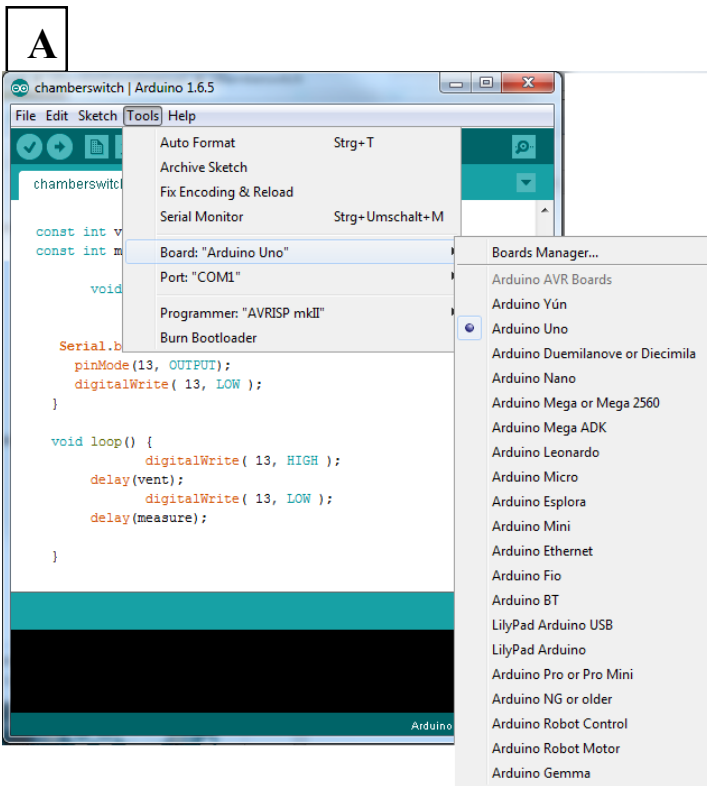 A
chamberswitch | Arduino 1.6.5
File Edit Sketch Tools Help
Auto Format Strg+T
Archive Sketch
Fix Encoding & Reload
Serial Monitor Strg+Umschalt+M
Board: "Arduino Uno"
Port: "COM1"
Programmer: "AVRISP mkII"
Burn Bootloader
Boards Manager...
Arduino AVR Boards
Arduino Yún
Arduino Uno
Arduino Duemilanove or Diecimila
Arduino Nano
Arduino Mega or Mega 2560
Arduino Mega ADK
Arduino Leonardo
Arduino Micro
Arduino Esplora
Arduino Mini
Arduino Ethernet
Arduino Fio
Arduino BT
LilyPad Arduino USB
LilyPad Arduino
Arduino Pro or Pro Mini
Arduino NG or older
Arduino Robot Control
Arduino Robot Motor
Arduino Gemma
chamberswitch
const int v
const int m
void
Serial.b
pinMode(13, OUTPUT);
digitalWrite( 13, LOW );
}
void loop() {
digitalWrite( 13, HIGH );
delay(vent);
digitalWrite( 13, LOW );
delay(measure);
}
Arduino